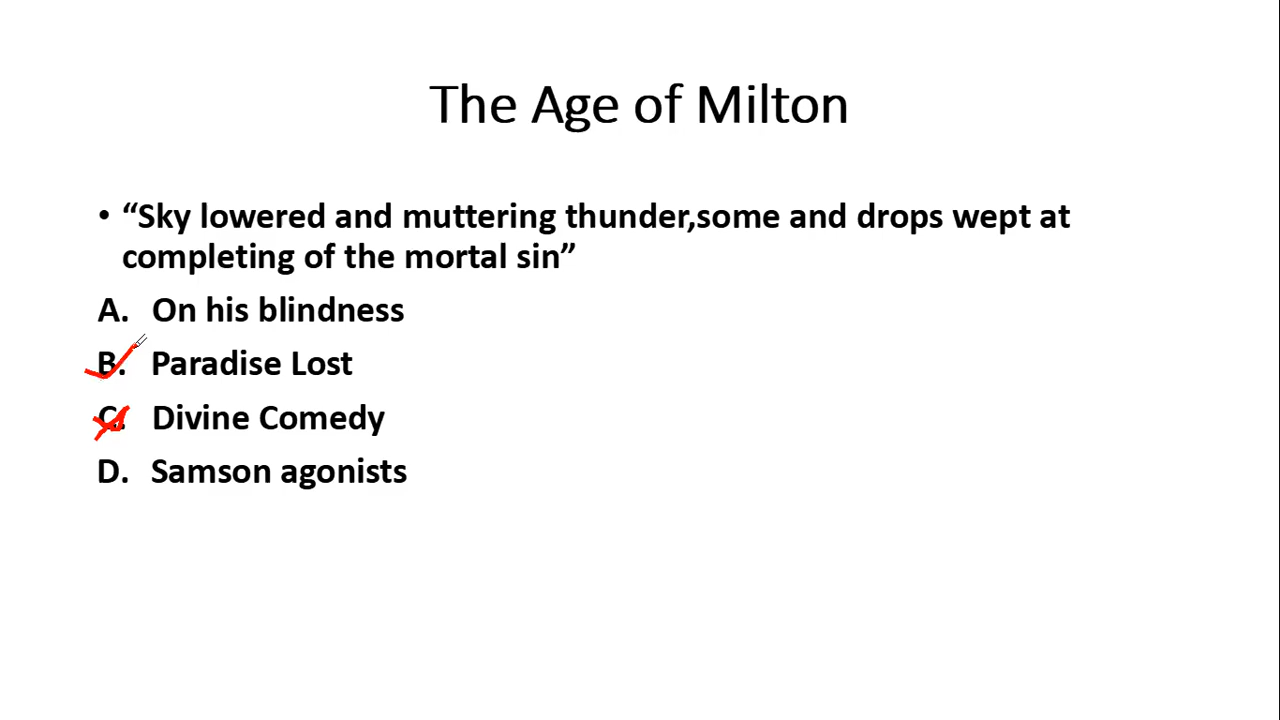 The Age of Milton
• “Sky lowered and muttering thunder,some and drops wept at
completing of the mortal sin”
A. On his blindness
B. Paradise Lost
C. Divine Comedy
D. Samson agonists